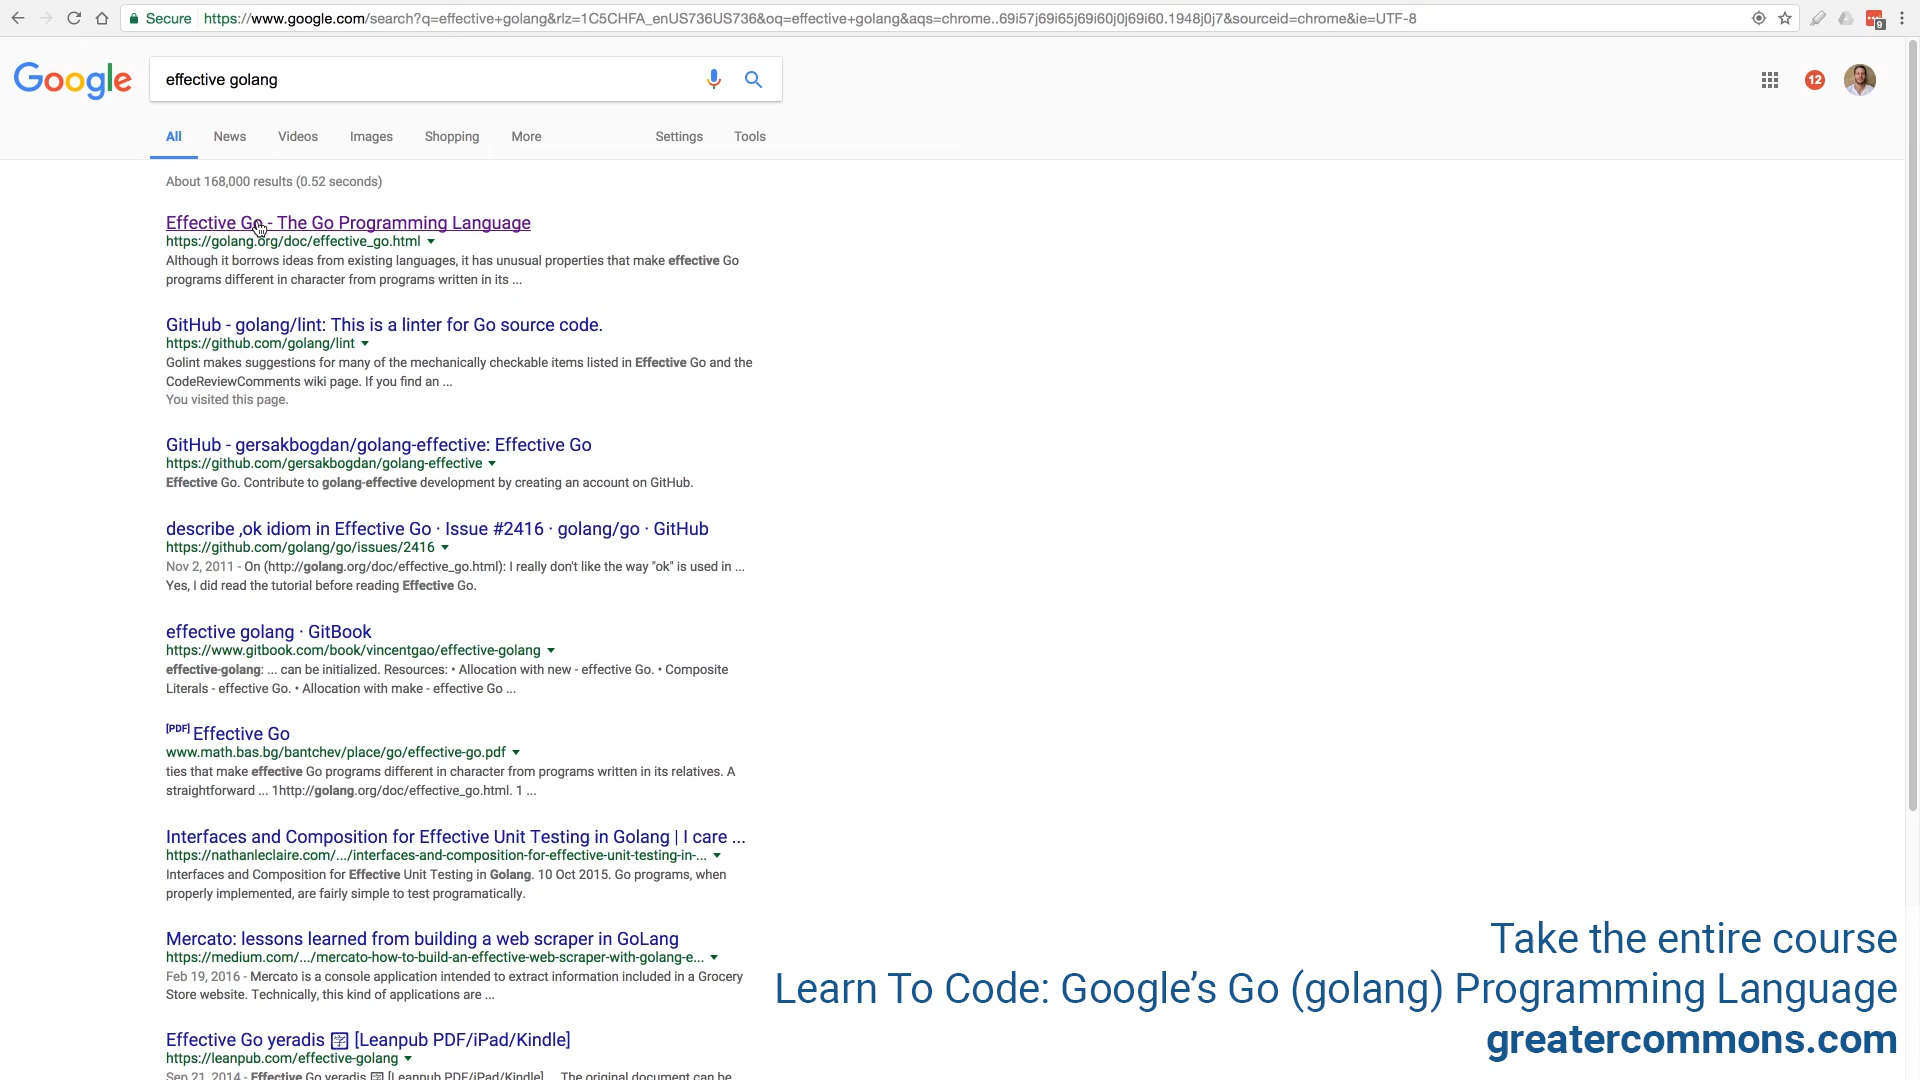 Secure https://www.google.com/search?q=effective+golang&rlz=1C5CHFA_enUS736US736&oq=effective+golang&aqs=chrome..69i57j69i65j69i60j0j69i60.1948j0j7&sourceid=chrome&ie=UTF-8
9
Google
effective golang
12
All News Videos Images Shopping More Settings Tools
About 168,000 results (0.52 seconds)
Effective Go - The Go Programming Language
https://golang.org/doc/effective_go.html
Although it borrows ideas from existing languages, it has unusual properties that make effective Go
programs different in character from programs written in its ...
GitHub - golang/lint: This is a linter for Go source code.
https://github.com/golang/lint
Golint makes suggestions for many of the mechanically checkable items listed in Effective Go and the
CodeReviewComments wiki page. If you find an ...
You visited this page.
GitHub - gersakbogdan/golang-effective: Effective Go
https://github.com/gersakbogdan/golang-effective
Effective Go. Contribute to golang-effective development by creating an account on GitHub.
describe ,ok idiom in Effective Go · Issue #2416 · golang/go · GitHub
https://github.com/golang/go/issues/2416
Nov 2, 2011 - On (http://golang.org/doc/effective_go.html): I really don't like the way "ok" is used in ...
Yes, I did read the tutorial before reading Effective Go.
effective golang · GitBook
https://www.gitbook.com/book/vincentgao/effective-golang
effective-golang: ... can be initialized. Resources: • Allocation with new - effective Go. • Composite
Literals - effective Go. • Allocation with make - effective Go ...
[PDF] Effective Go
www.math.bas.bg/bantchev/place/go/effective-go.pdf
ties that make effective Go programs different in character from programs written in its relatives. A
straightforward ... 1http://golang.org/doc/effective_go.html. 1 ...
Interfaces and Composition for Effective Unit Testing in Golang | I care ...
https://nathanleclaire.com/.../interfaces-and-composition-for-effective-unit-testing-in-...
Interfaces and Composition for Effective Unit Testing in Golang. 10 Oct 2015. Go programs, when
properly implemented, are fairly simple to test programatically.
Mercato: lessons learned from building a web scraper in GoLang
https://medium.com/.../mercato-how-to-build-an-effective-web-scraper-with-golang-e...
Feb 19, 2016 - Mercato is a console application intended to extract information included in a Grocery
Store website. Technically, this kind of applications are ...
Effective Go yeradis 字 [Leanpub PDF/iPad/Kindle]
https://leanpub.com/effective-golang
Sep 21, 2014 - Effective Go yeradis 字 [Leanpub PDF/iPad/Kindle] ... The original document can be
Take the entire course
Learn To Code: Google’s Go (golang) Programming Language
greatercommons.com